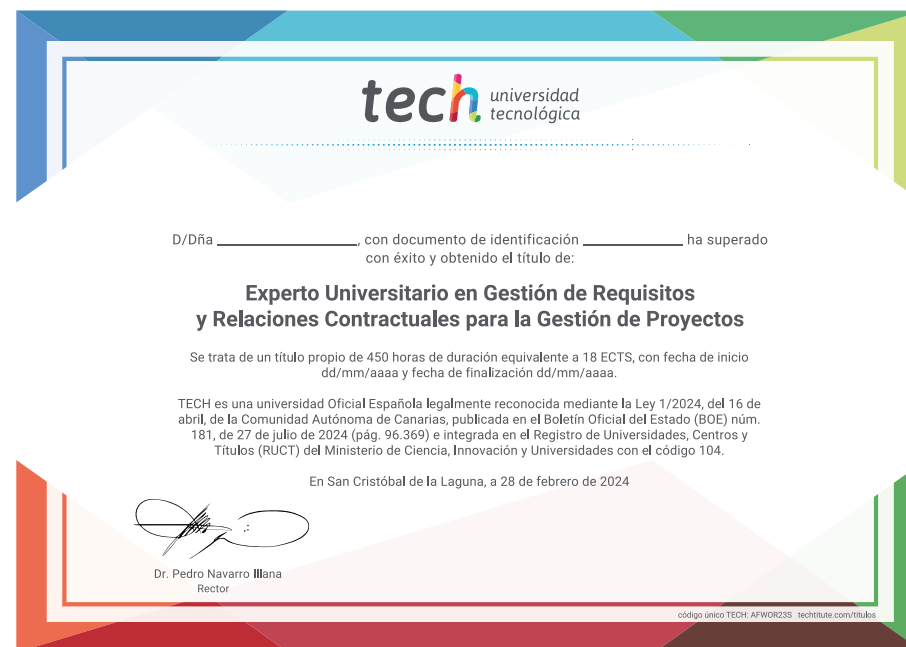 tech universidad
tecnológica
D/Dña ____________________, con documento de identificación ______________ ha superado
con éxito y obtenido el título de:
Experto Universitario en Gestión de Requisitos
y Relaciones Contractuales para la Gestión de Proyectos
Se trata de un título propio de 450 horas de duración equivalente a 18 ECTS, con fecha de inicio
dd/mm/aaaa y fecha de finalización dd/mm/aaaa.
TECH es una universidad Oficial Española legalmente reconocida mediante la Ley 1/2024, del 16 de
abril, de la Comunidad Autónoma de Canarias, publicada en el Boletín Oficial del Estado (BOE) núm.
181, de 27 de julio de 2024 (pág. 96.369) e integrada en el Registro de Universidades, Centros y
Títulos (RUCT) del Ministerio de Ciencia, Innovación y Universidades con el código 104.
En San Cristóbal de la Laguna, a 28 de febrero de 2024
Dr. Pedro Navarro Illana
Rector
código único TECH: AFWOR23S techtitute.com/titulos